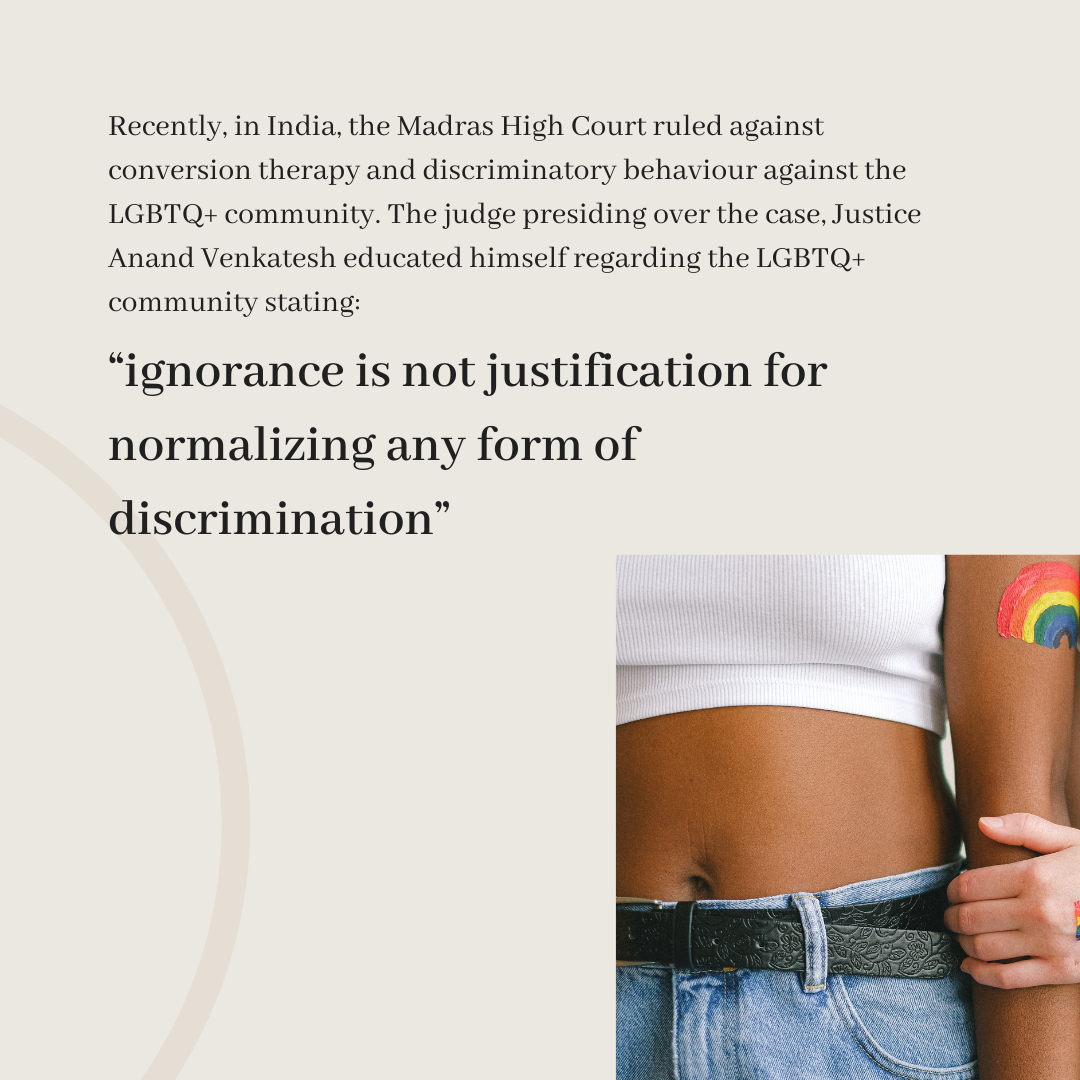 Recently, in India, the Madras High Court ruled against
conversion therapy and discriminatory behaviour against the
LGBTQ+ community. The judge presiding over the case, Justice
Anand Venkatesh educated himself regarding the LGBTQ+
community stating:
“ignorance is not justification for
normalizing any form of
discrimination”